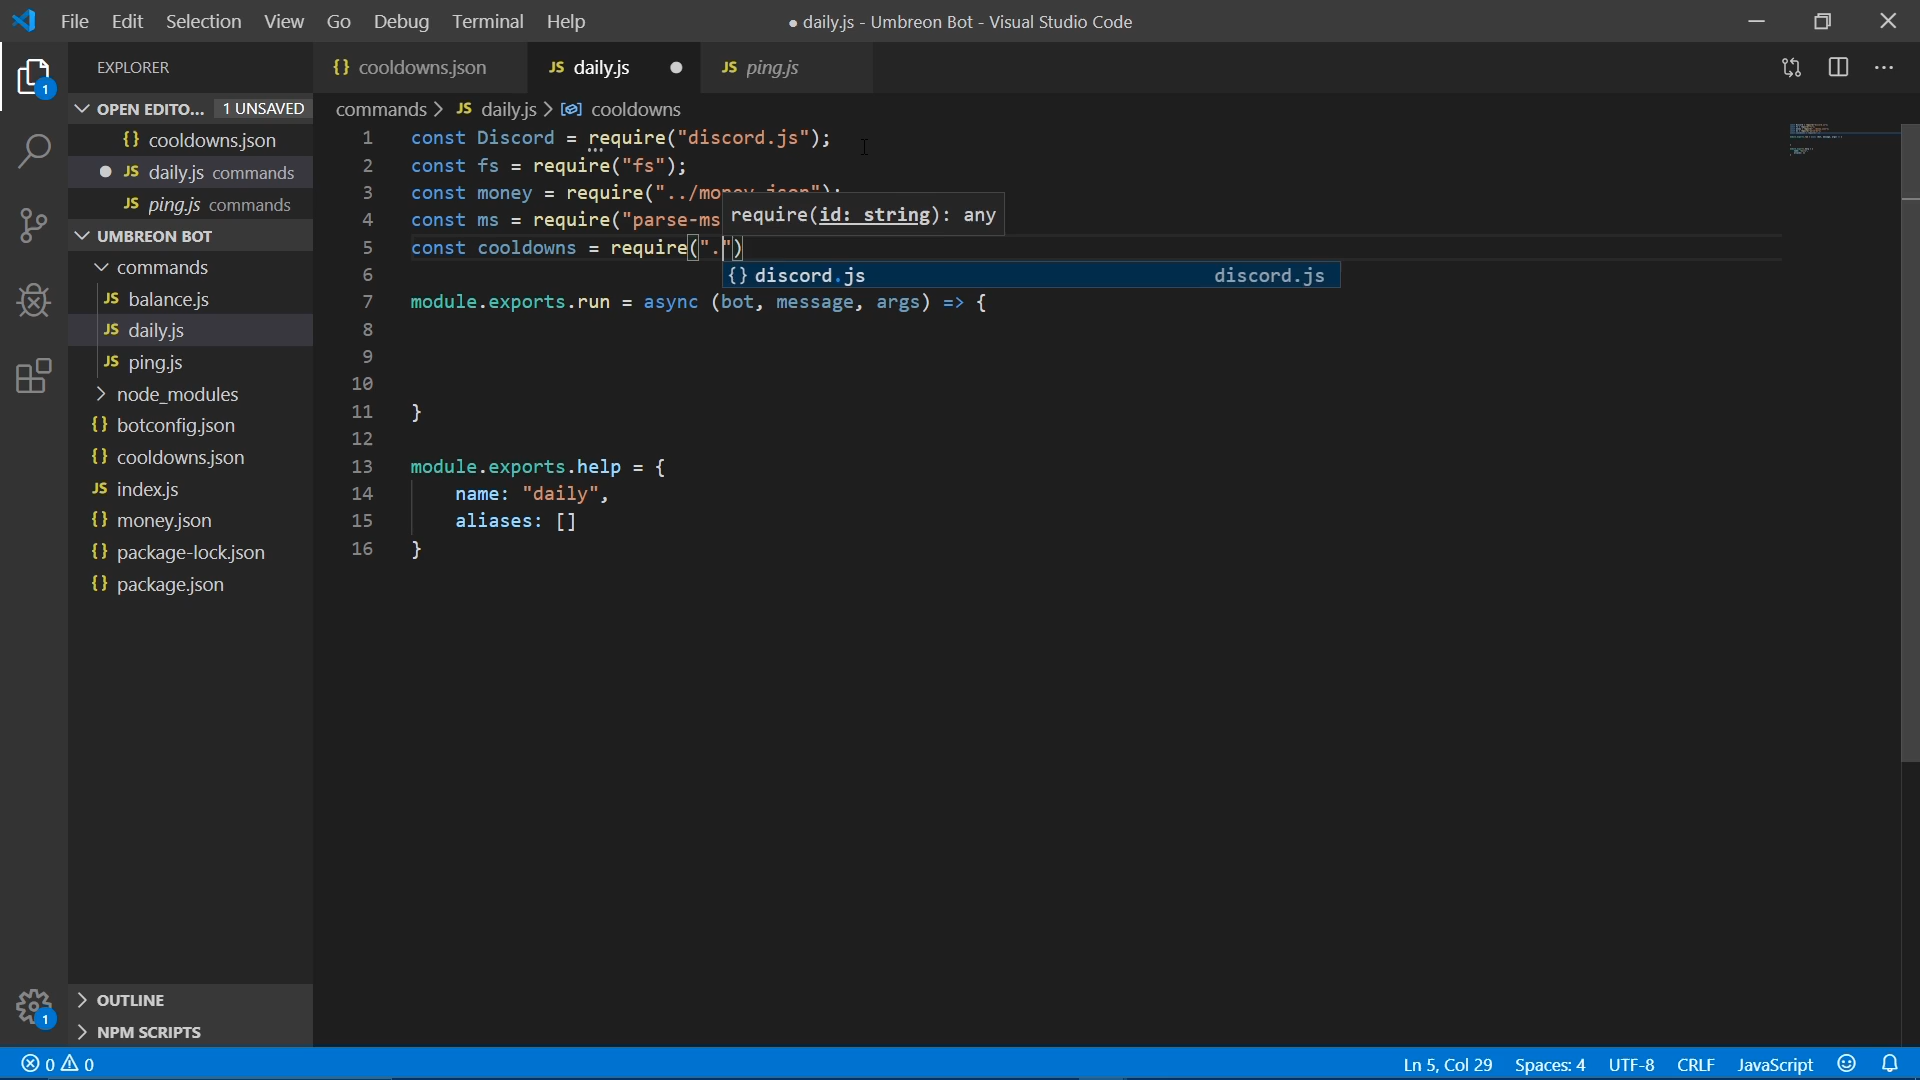 File Edit Selection View Go Debug Terminal Help
● daily.js - Umbreon Bot - Visual Studio Code
EXPLORER
OPEN EDITO... 1 UNSAVED
{} cooldowns.json
● JS daily.js commands
JS ping.js commands
UMBREON BOT
commands
JS balance.js
JS daily.js
JS ping.js
node_modules
{} botconfig.json
{} cooldowns.json
JS index.js
{} money.json
{} package-lock.json
{} package.json
OUTLINE
NPM SCRIPTS
1
1
{} cooldowns.json JS daily.js ● JS ping.js
commands > JS daily.js > cooldowns
1 const Discord = require("discord.js");
2 const fs = require("fs");
3 const money = require("../money.json");
4 const ms = require("parse-ms
require(id: string): any
5 const cooldowns = require(".")
{} discord.js discord.js
6
7 module.exports.run = async (bot, message, args) => {
8
9
10
11 }
12
13 module.exports.help = {
14 name: "daily",
15 aliases: []
16 }
0 0
Ln 5, Col 29 Spaces: 4 UTF-8 CRLF JavaScript